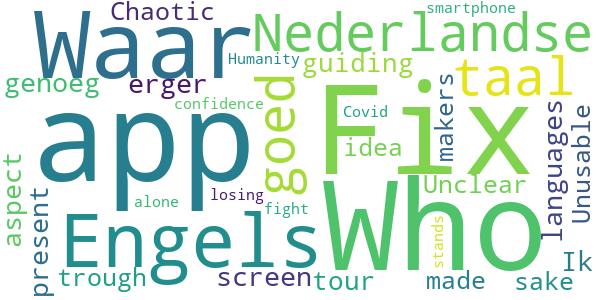 Chaotic
smartphone
Waar
Nederlandse
Humanity
guiding
taal
genoeg
erger
confidence
goed
app
Fix
Covid
makers
languages
Unusable
idea
aspect
present
alone
losing
Unclear
Who
fight
stands
Engels
Ik
trough
screen
tour
made
sake